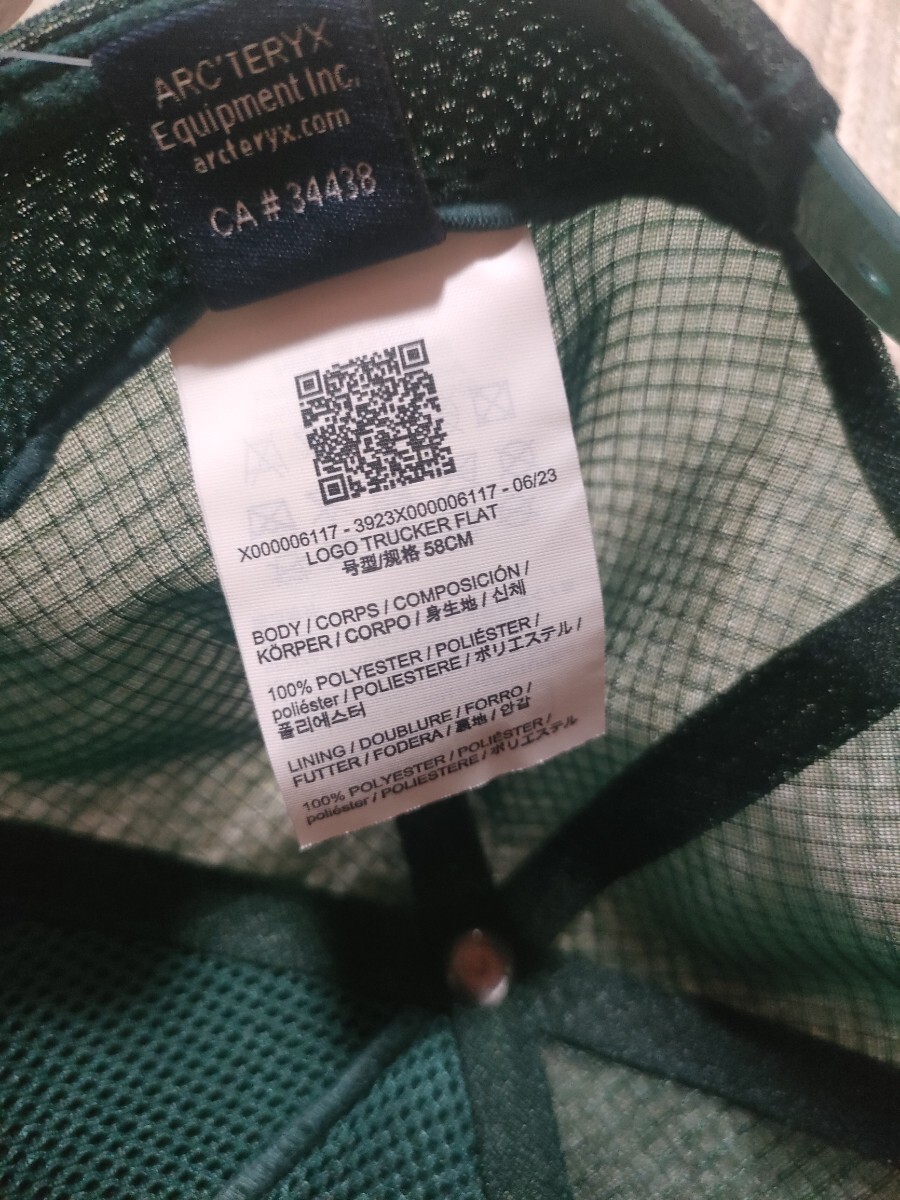 ARC'TERYX
Equipment Inc.
arcteryx.com
CA # 34438
X000006117 - 3923X000006117 - 06/23
LOGO TRUCKER FLAT
号型/规格 58CM
BODY / CORPS / COMPOSICIÓN /
KÖRPER / CORPO / 身生地 / 신체
100% POLYESTER / POLIÉSTER /
poliéster / POLIESTERE / ポリエステル /
폴리에스터
LINING / DOUBLURE / FORRO /
FUTTER / FODERA / 裏地 / 안감
100% POLYESTER / POLIÉSTER /
poliéster / POLIESTERE / ポリエステル